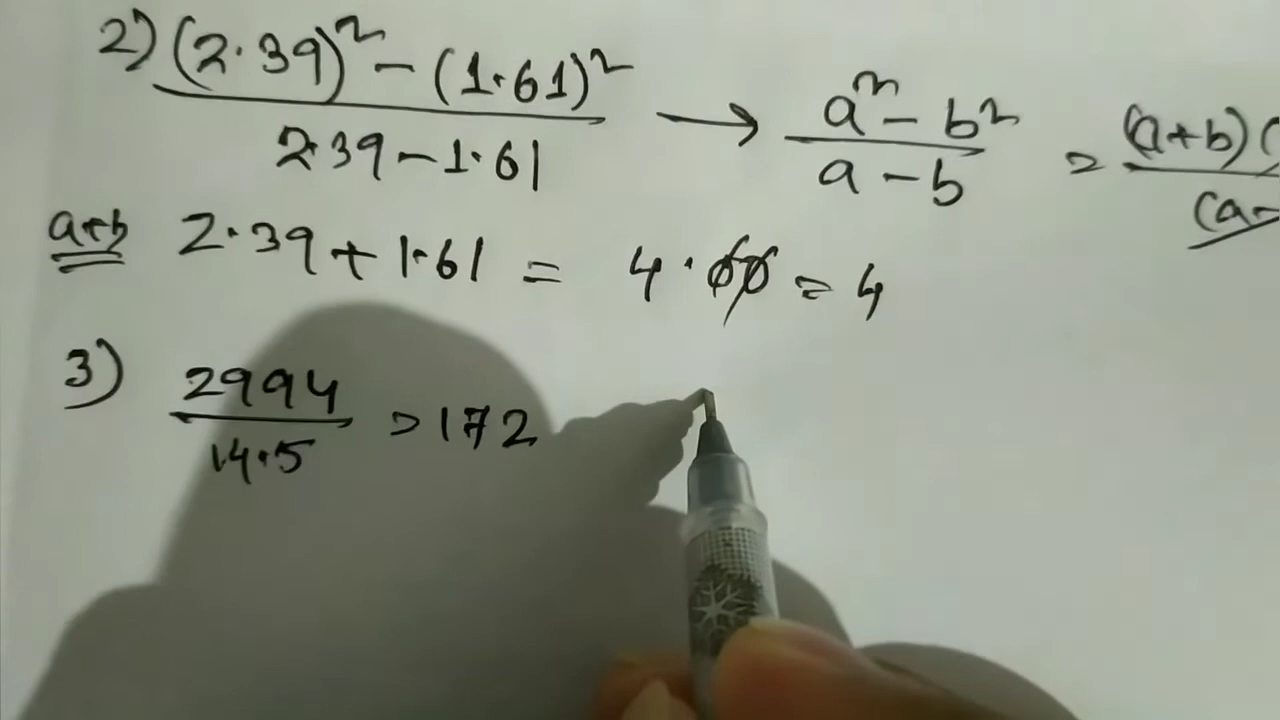 2) (2.39)² - (1.61)² / 2.39 - 1.61 → a² - b² / a - b = (a+b)( / (a-
a+b 2.39 + 1.61 = 4.00 = 4
3) 2994 / 14.5 = 172